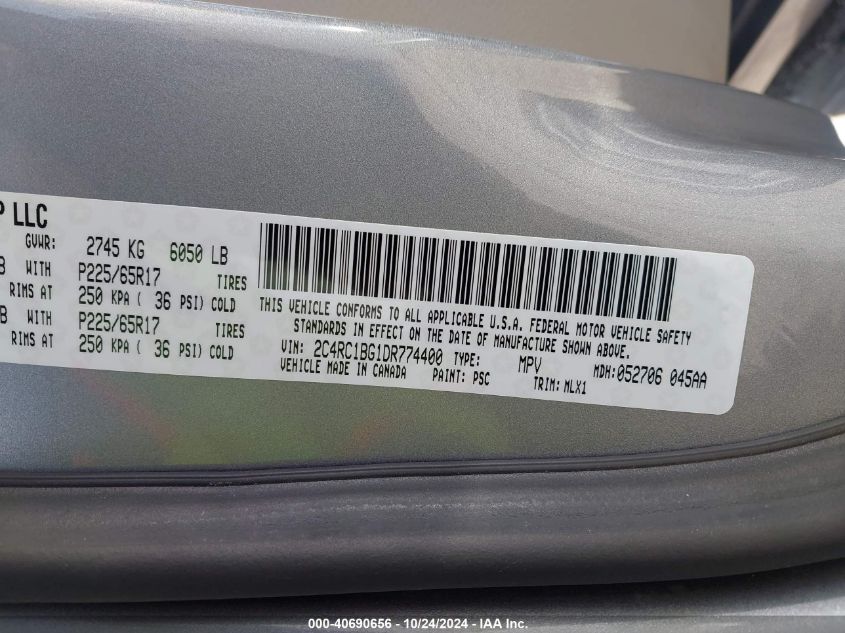 P LLC
GVWR: 2745 KG 6050 LB
B WITH P225/65R17 TIRES
RIMS AT 250 KPA ( 36 PSI) COLD
B WITH P225/65R17 TIRES
RIMS AT 250 KPA ( 36 PSI) COLD
THIS VEHICLE CONFORMS TO ALL APPLICABLE U.S.A. FEDERAL MOTOR VEHICLE SAFETY
STANDARDS IN EFFECT ON THE DATE OF MANUFACTURE SHOWN ABOVE.
VIN: 2C4RC1BG1DR774400 TYPE: MPV MDH:052706 045AA
VEHICLE MADE IN CANADA PAINT: PSC TRIM: MLX1
000-40690656 - 10/24/2024 - IAA Inc.